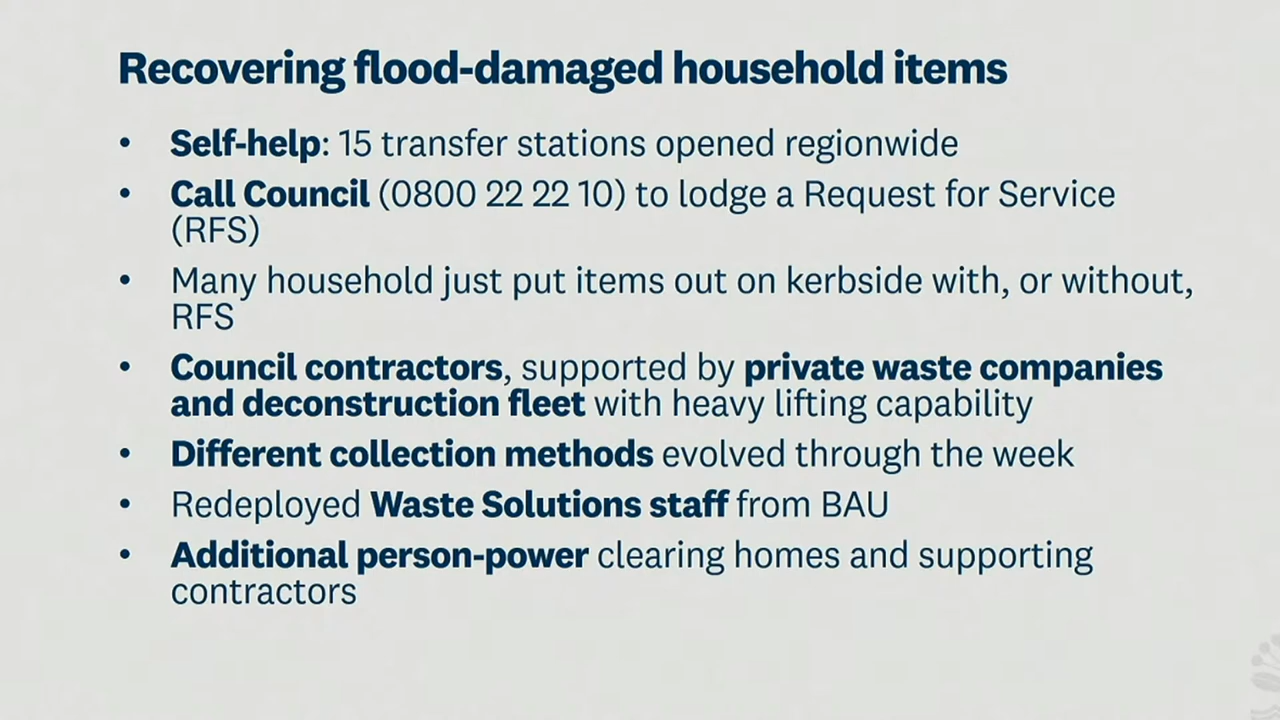 Recovering flood-damaged household items
• Self-help: 15 transfer stations opened regionwide
• Call Council (0800 22 22 10) to lodge a Request for Service
(RFS)
• Many household just put items out on kerbside with, or without,
RFS
• Council contractors, supported by private waste companies
and deconstruction fleet with heavy lifting capability
• Different collection methods evolved through the week
• Redeployed Waste Solutions staff from BAU
• Additional person-power clearing homes and supporting
contractors